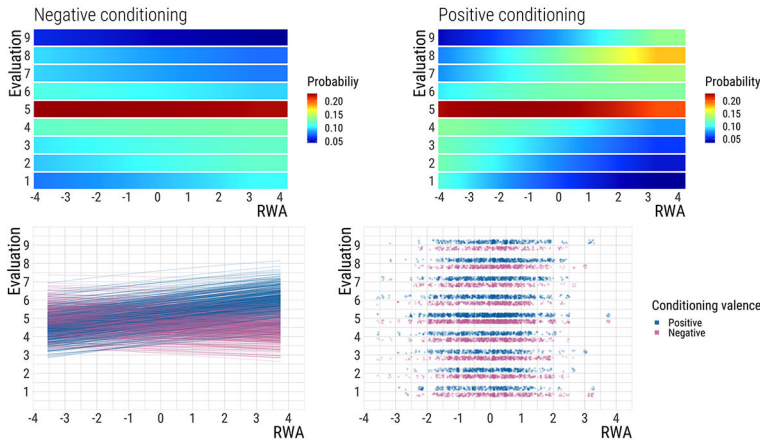 Negative conditioning
Evaluation
9
8
7
6
5
4
3
2
1
-4 -3 -2 -1 0 1 2 3 4
RWA
Probabiliy
0.20
0.15
0.10
0.05
Positive conditioning
Evaluation
9
8
7
6
5
4
3
2
1
-4 -3 -2 -1 0 1 2 3 4
RWA
Probability
0.20
0.15
0.10
0.05
Evaluation
9
8
7
6
5
4
3
2
1
-4 -3 -2 -1 0 1 2 3 4
RWA
Evaluation
9
8
7
6
5
4
3
2
1
-4 -3 -2 -1 0 1 2 3 4
RWA
Conditioning valence
Positive
Negative